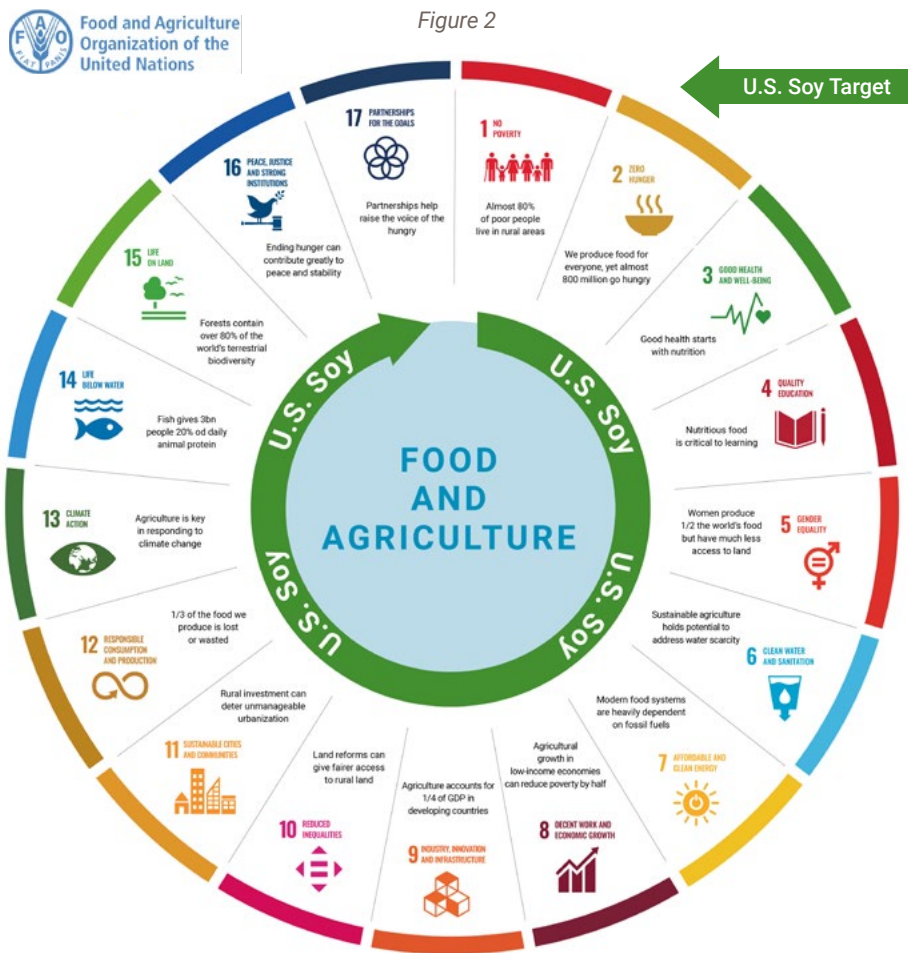 Food and Agriculture
Organization of the
United Nations
F A O
FIAT PANIS
Figure 2
U.S. Soy Target
1 NO
POVERTY
Almost 80%
of poor people
live in rural areas
2 ZERO
HUNGER
We produce food for
everyone, yet almost
800 million go hungry
3 GOOD HEALTH
AND WELL-BEING
Good health starts
with nutrition
4 QUALITY
EDUCATION
Nutritious food
is critical to learning
5 GENDER
EQUALITY
Women produce
1/2 the world's food
but have much less
access to land
6 CLEAN WATER
AND SANITATION
Sustainable agriculture
holds potential to
address water scarcity
7 AFFORDABLE AND
CLEAN ENERGY
Modern food systems
are heavily dependent
on fossil fuels
8 DECENT WORK AND
ECONOMIC GROWTH
Agricultural
growth in
low-income economies
can reduce poverty by half
9 INDUSTRY, INNOVATION
AND INFRASTRUCTURE
Agriculture accounts for
1/4 of GDP in
developing countries
10 REDUCED
INEQUALITIES
Land reforms can
give fairer access
to rural land
11 SUSTAINABLE CITIES
AND COMMUNITIES
Rural investment can
deter unmanageable
urbanization
12 RESPONSIBLE
CONSUMPTION
AND PRODUCTION
1/3 of the food we
produce is lost
or wasted
13 CLIMATE
ACTION
Agriculture is key
in responding to
climate change
14 LIFE
BELOW WATER
Fish gives 3bn
people 20% od daily
animal protein
15 LIFE
ON LAND
Forests contain
over 80% of the
world's terrestrial
biodiversity
16 PEACE, JUSTICE
AND STRONG
INSTITUTIONS
Ending hunger can
contribute greatly to
peace and stability
17 PARTNERSHIPS
FOR THE GOALS
Partnerships help
raise the voice of the
hungry
U.S. Soy
U.S. Soy
U.S. Soy
U.S. Soy
FOOD
AND
AGRICULTURE